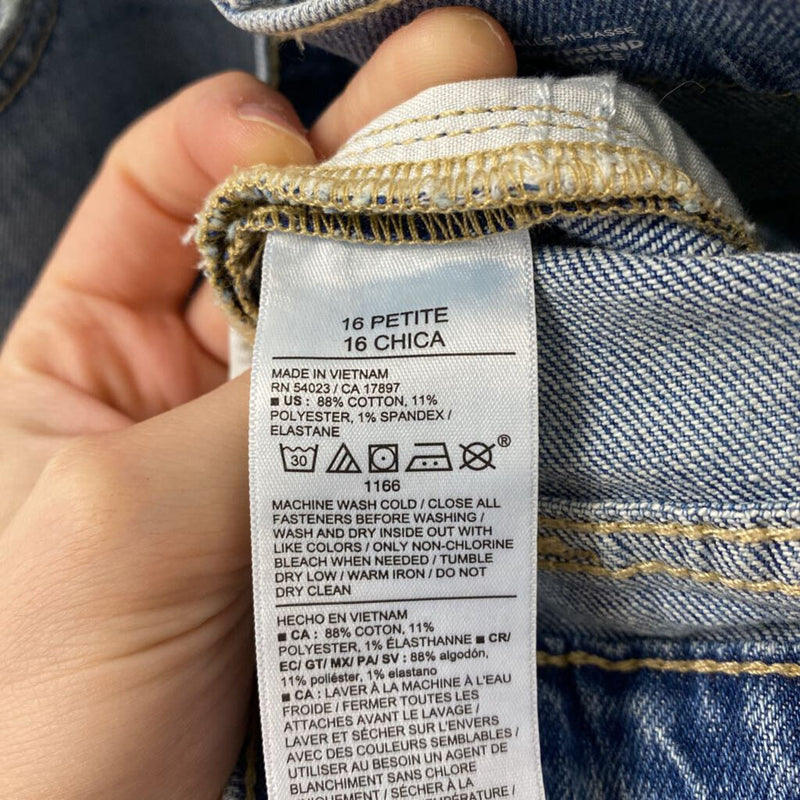 TAILLE MI-BASSE
FRIEND
16 PETITE
16 CHICA
MADE IN VIETNAM
RN 54023 / CA 17897
■ US : 88% COTTON, 11%
POLYESTER, 1% SPANDEX /
ELASTANE
30
®
1166
MACHINE WASH COLD / CLOSE ALL
FASTENERS BEFORE WASHING /
WASH AND DRY INSIDE OUT WITH
LIKE COLORS / ONLY NON-CHLORINE
BLEACH WHEN NEEDED / TUMBLE
DRY LOW / WARM IRON / DO NOT
DRY CLEAN
HECHO EN VIETNAM
■ CA : 88% COTON, 11%
POLYESTER, 1% ÉLASTHANNE ■ CR/
EC/ GT/ MX/ PA/ SV : 88% algodón,
11% poliéster, 1% elastano
■ CA : LAVER À LA MACHINE À L'EAU
FROIDE / FERMER TOUTES LES
ATTACHES AVANT LE LAVAGE /
LAVER ET SÉCHER SUR L'ENVERS
AVEC DES COULEURS SEMBLABLES /
UTILISER AU BESOIN UN AGENT DE
BLANCHIMENT SANS CHLORE